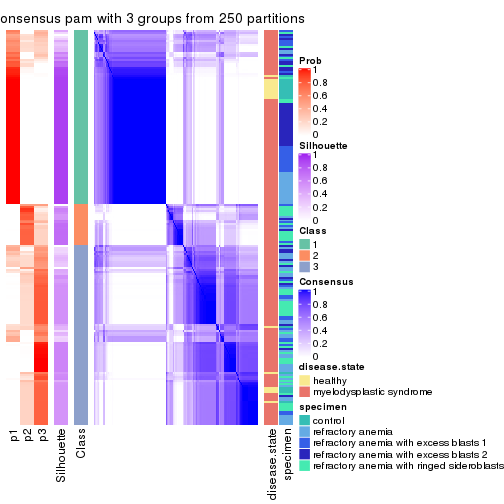 onsensus pam with 3 groups from 250 partitions
p1
p2
p3
Silhouette
Class
disease.state
specimen
Prob
1
0.8
0.6
0.4
0.2
0
Silhouette
1
0.8
0.6
0.4
0.2
0
Class
1
2
3
Consensus
1
0.8
0.6
0.4
0.2
0
disease.state
healthy
myelodysplastic syndrome
specimen
control
refractory anemia
refractory anemia with excess blasts 1
refractory anemia with excess blasts 2
refractory anemia with ringed sideroblasts